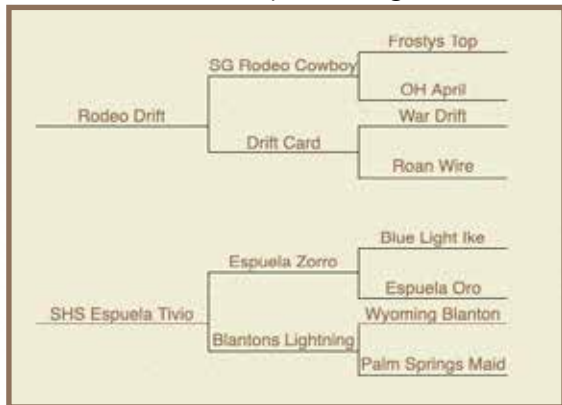 Frostys Top
SG Rodeo Cowboy
OH April
Rodeo Drift
War Drift
Drift Card
Roan Wire
Blue Light Ike
Espuela Zorro
Espuela Oro
SHS Espuela Tivio
Wyoming Blanton
Blantons Lightning
Palm Springs Maid